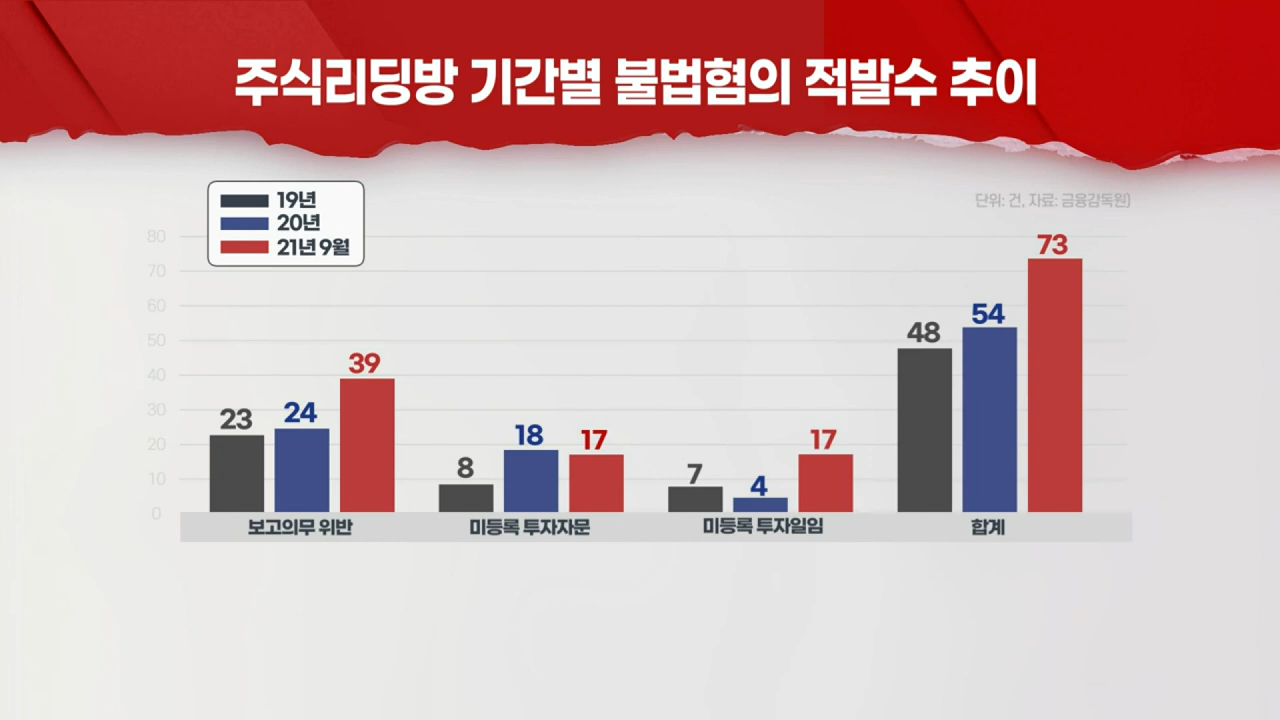 주식리딩방 기간별 불법혐의 적발수 추이
19년
20년
21년 9월
단위: 건, 자료: 금융감독원)
80
70
60
50
40
30
20
10
0
23
24
39
8
18
17
7
4
17
48
54
73
보고의무 위반
미등록 투자자문
미등록 투자일임
합계